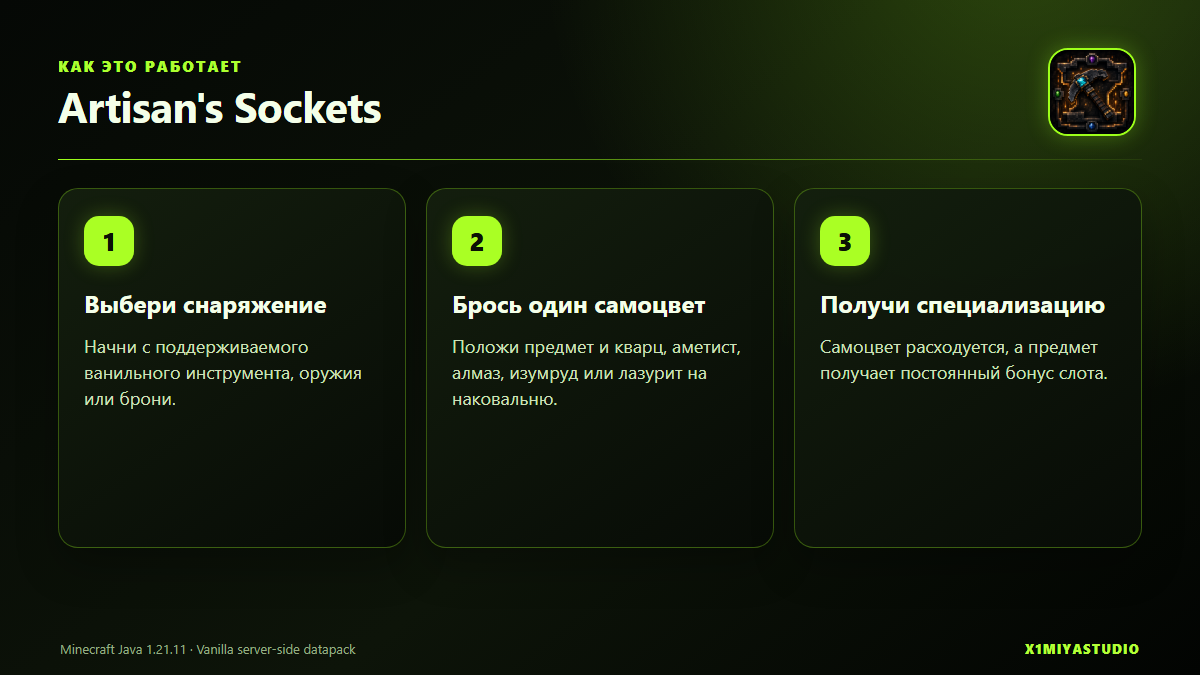 КАК ЭТО РАБОТАЕТ
Artisan's Sockets
1
Выбери снаряжение
Начни с поддерживаемого
ванильного инструмента, оружия
или брони.
2
Брось один самоцвет
Положи предмет и кварц, аметист,
алмаз, изумруд или лазурит на
наковальню.
3
Получи специализацию
Самоцвет расходуется, а предмет
получает постоянный бонус слота.
Minecraft Java 1.21.11 · Vanilla server-side datapack
X1MIYASTUDIO